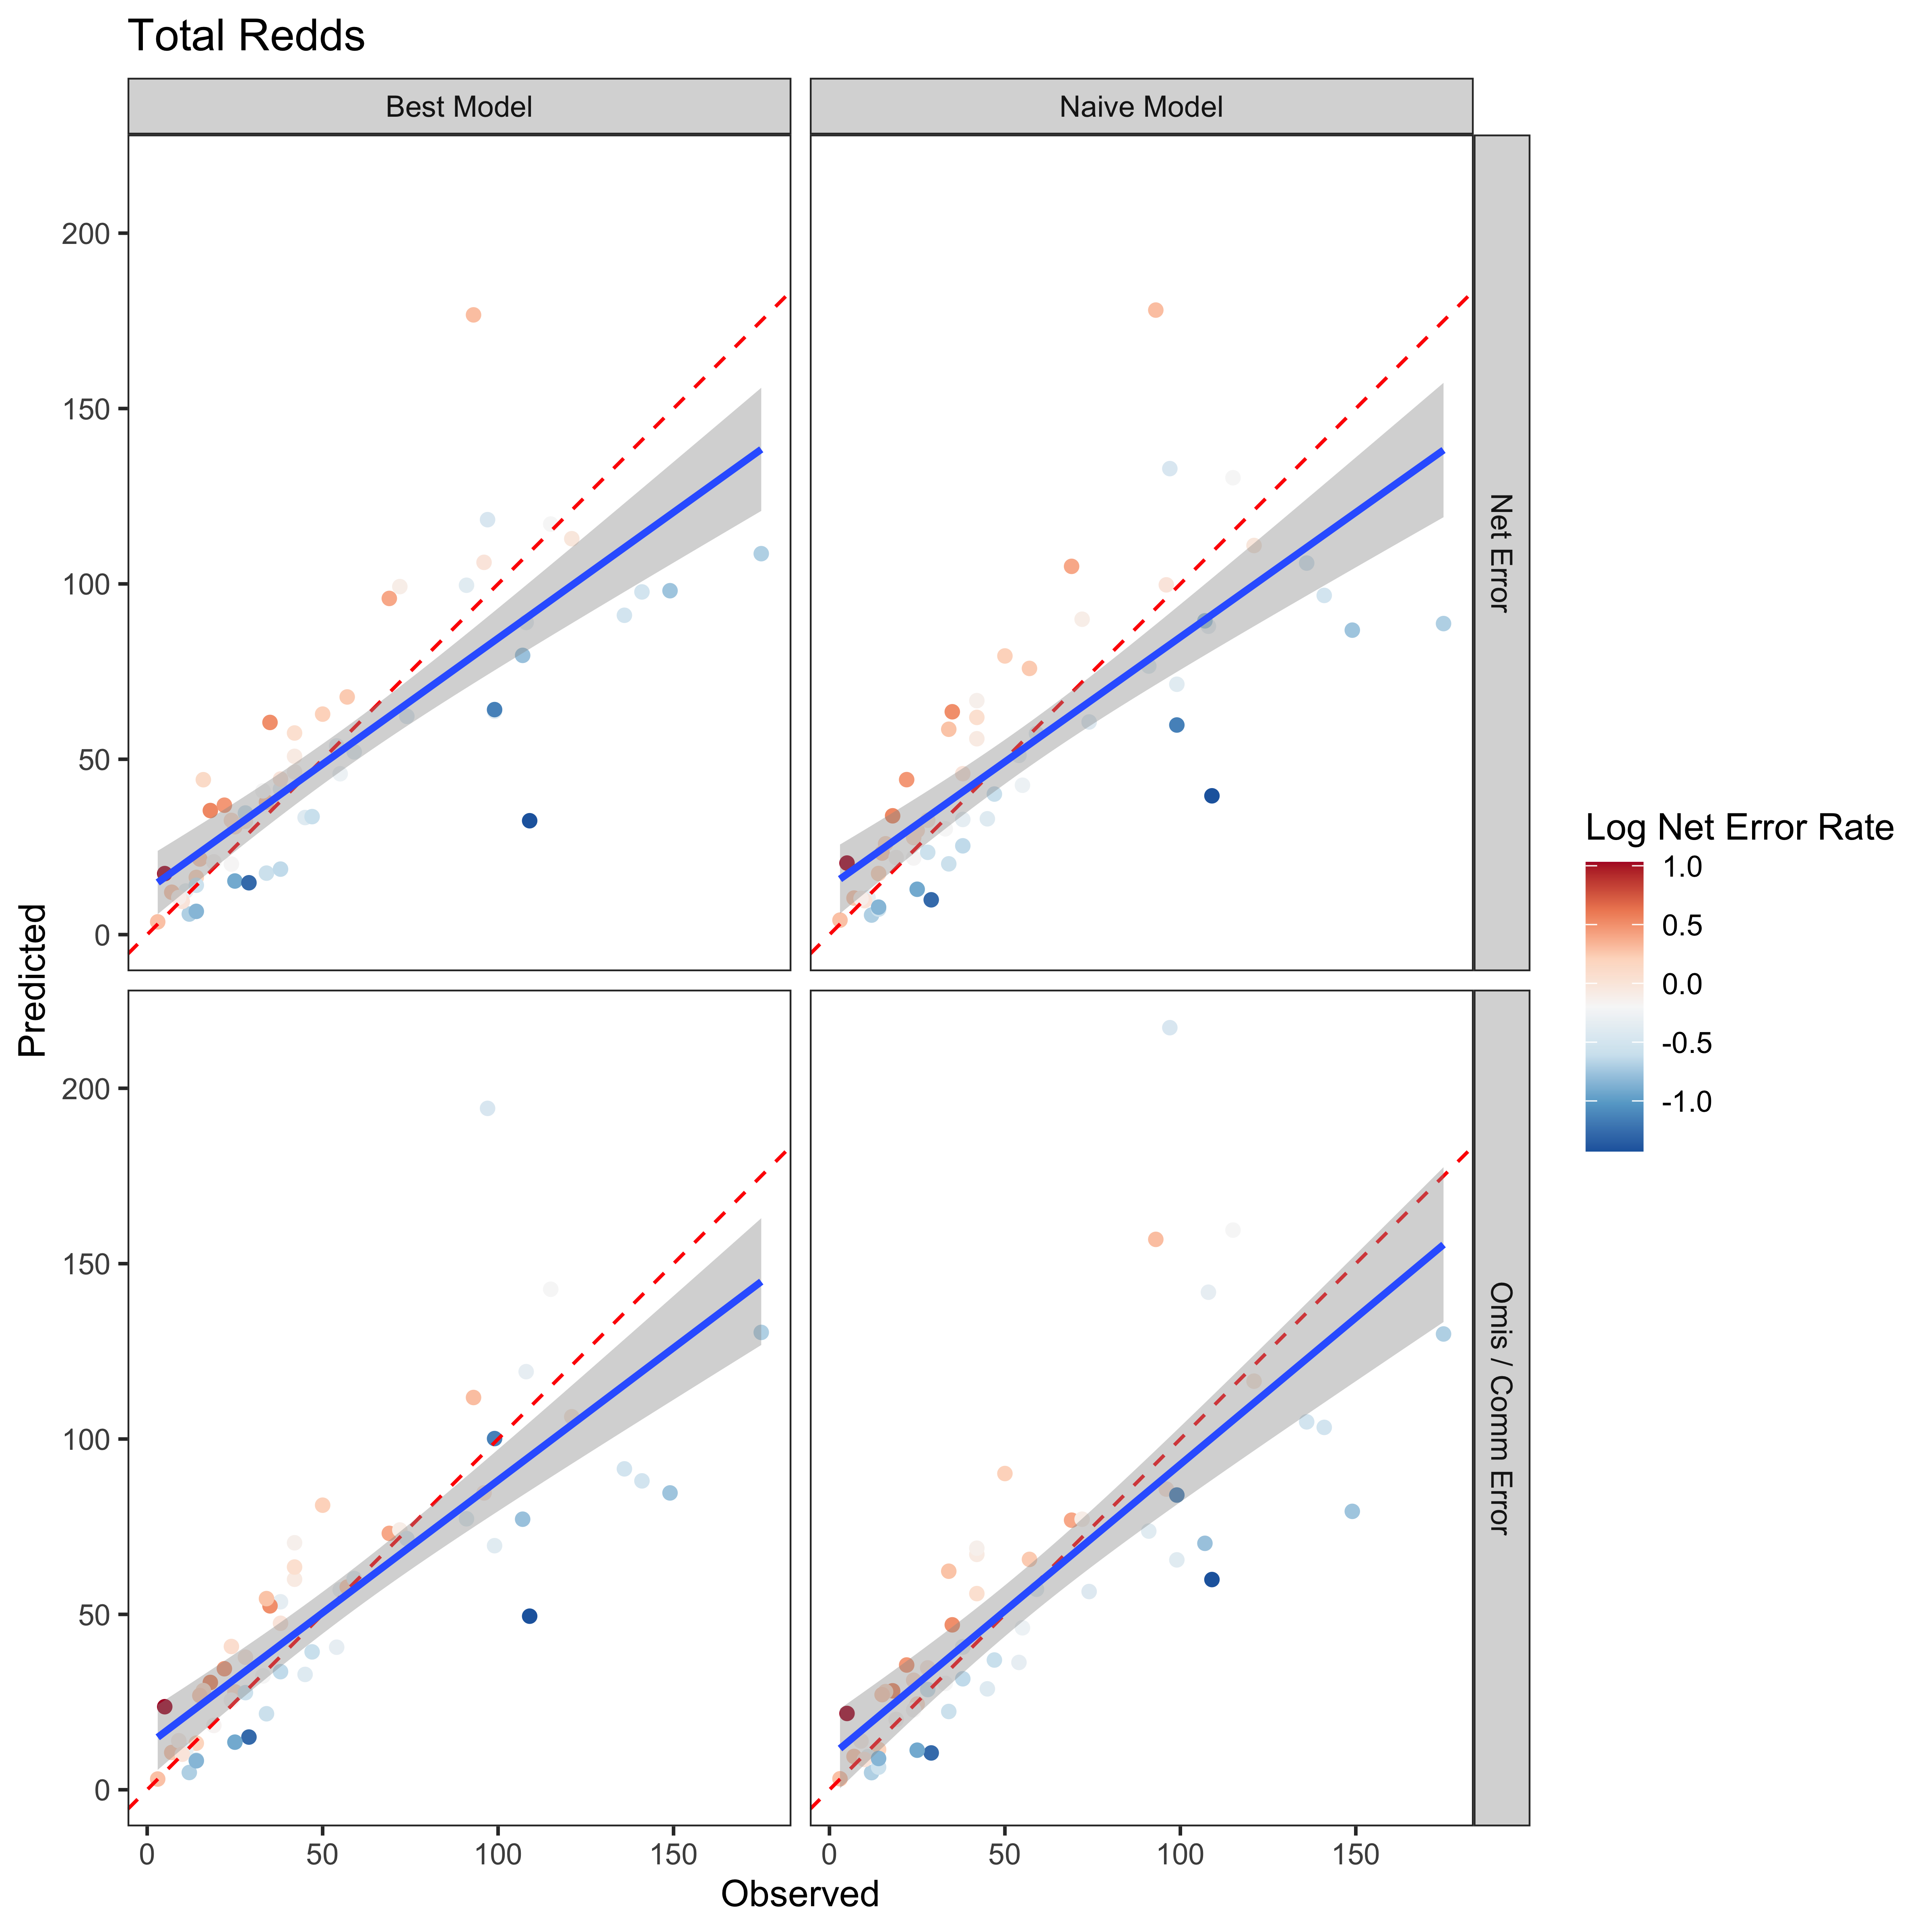 Total Redds
Best Model
Naive Model
200
150
100
50
0
Net Error
200
150
100
50
0
Omis / Comm Error
0
50
100
150
0
50
100
150
Observed
Predicted
Log Net Error Rate
1.0
0.5
0.0
-0.5
-1.0